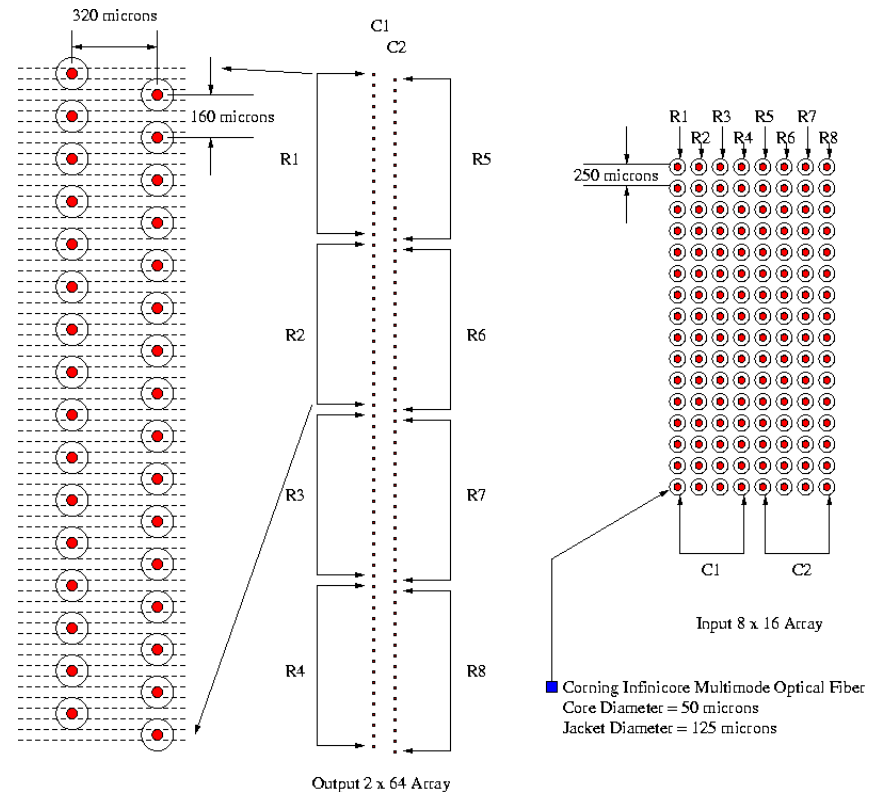 320 microns
160 microns
C1
C2
R1
R5
R2
R6
R3
R7
R4
R8
Output 2 x 64 Array
R1
R3
R5
R7
R2
R4
R6
R8
250 microns
C1
C2
Input 8 x 16 Array
Corning Infinicore Multimode Optical Fiber
Core Diameter = 50 microns
Jacket Diameter = 125 microns